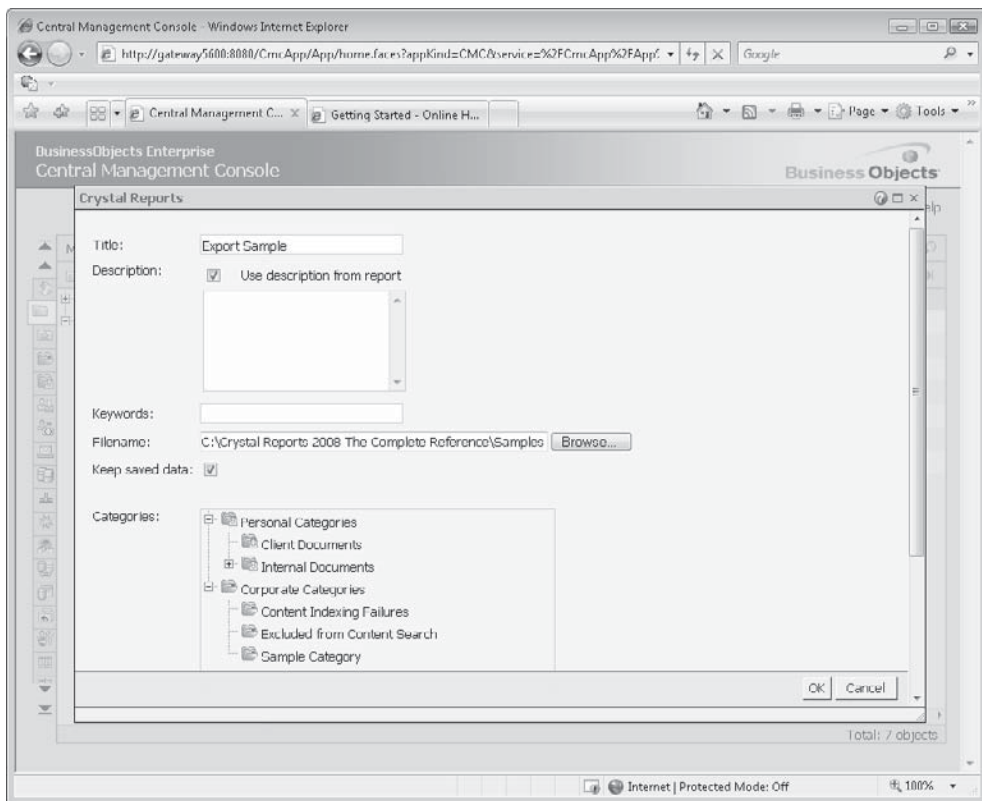 Central Management Console - Windows Internet Explorer
http://gateway5600:8080/CmcApp/App/home.faces?appKind=CMC&service=%2FCmcApp%2FApp
Google
Central Management C...
Getting Started - Online H...
Page
Tools
BusinessObjects Enterprise
Central Management Console
Business Objects
Crystal Reports
elp
Title:
Export Sample
Description:
Use description from report
Keywords:
Filename:
C:\Crystal Reports 2008 The Complete Reference\Samples
Browse...
Keep saved data:
Categories:
Personal Categories
Client Documents
Internal Documents
Corporate Categories
Content Indexing Failures
Excluded from Content Search
Sample Category
OK
Cancel
Total: 7 objects
Internet | Protected Mode: Off
100%